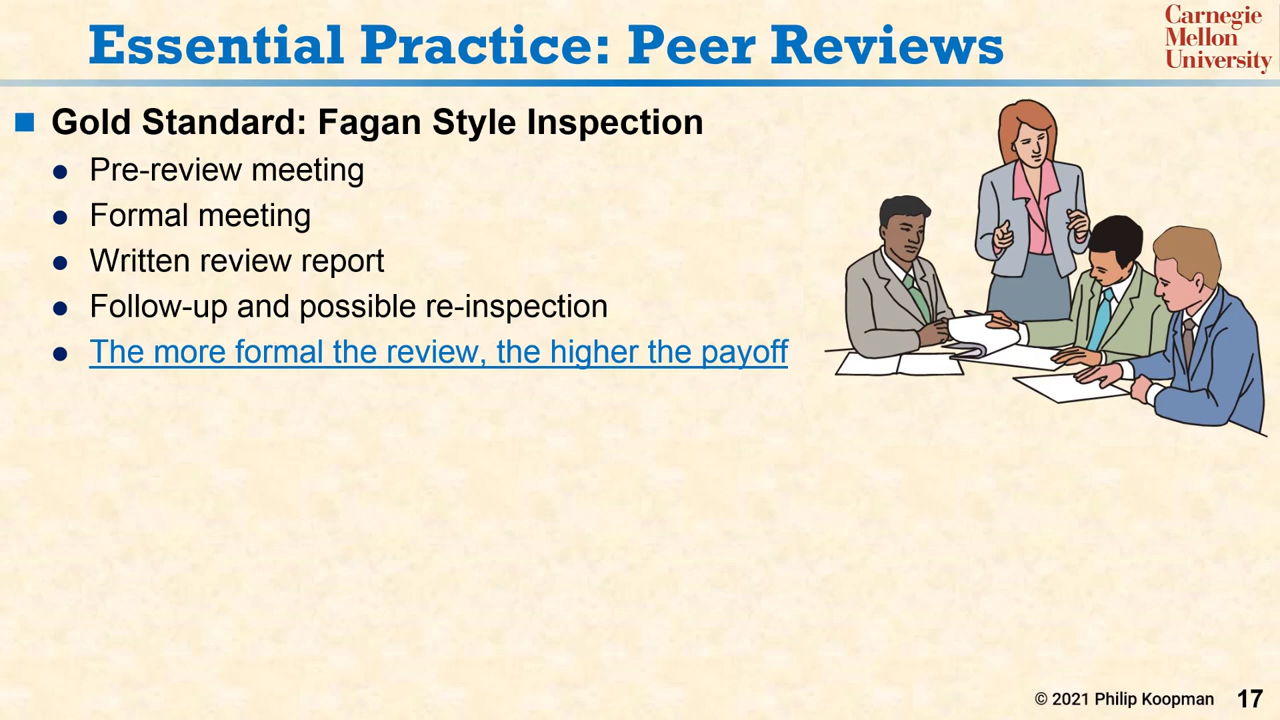 Essential Practice: Peer Reviews
Carnegie
Mellon
University
Gold Standard: Fagan Style Inspection
Pre-review meeting
Formal meeting
Written review report
Follow-up and possible re-inspection
The more formal the review, the higher the payoff
© 2021 Philip Koopman 17